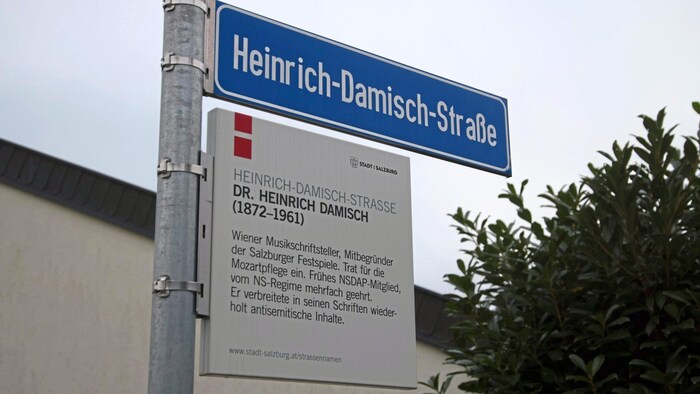 Heinrich-Damisch-Straße
STADT : SALZBURG
HEINRICH-DAMISCH-STRASSE
DR. HEINRICH DAMISCH
(1872–1961)
Wiener Musikschriftsteller, Mitbegründer
der Salzburger Festspiele. Trat für die
Mozartpflege ein. Frühes NSDAP-Mitglied,
vom NS-Regime mehrfach geehrt.
Er verbreitete in seinen Schriften wieder-
holt antisemitische Inhalte.
www.stadt-salzburg.at/strassennamen